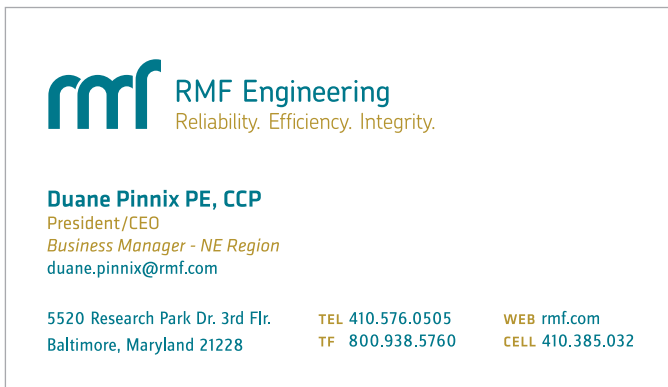 rmf
RMF Engineering
Reliability. Efficiency. Integrity.
Duane Pinnix PE, CCP
President/CEO
Business Manager - NE Region
duane.pinnix@rmf.com
5520 Research Park Dr. 3rd Flr.
Baltimore, Maryland 21228
TEL 410.576.0505
TF 800.938.5760
WEB rmf.com
CELL 410.385.032